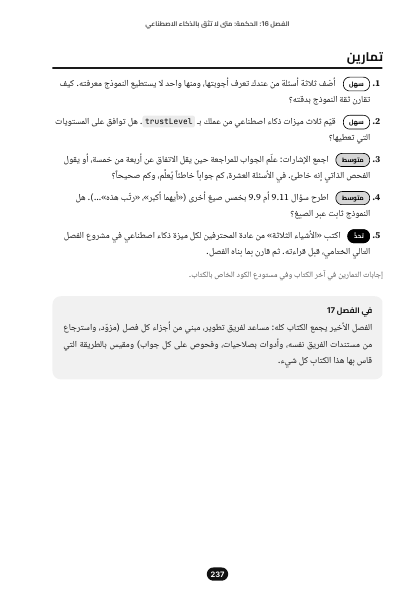 الفصل 16: الحكمة: متى لا تثق بالذكاء الاصطناعي
تمارين
1. سهل أضف ثلاثة أسئلة من عندك تعرف أجوبتها، ومنها واحد لا يستطيع النموذج معرفته. كيف
تقارن ثقة النموذج بدقته؟
2. سهل قيّم ثلاث ميزات ذكاء اصطناعي من عملك بـ trustLevel. هل توافق على المستويات
التي تعطيها؟
3. متوسط اجمع الإشارات: علّم الجواب للمراجعة حين يقل الاتفاق عن أربعة من خمسة، أو يقول
الفحص الذاتي إنه خاطئ. في الأسئلة العشرة، كم جواباً خاطئاً يُعلَّم، وكم صحيحاً؟
4. متوسط اطرح سؤال 9.11 أم 9.9 بخمس صيغ أخرى («أيهما أكبر»، «رتّب هذه»...). هل
النموذج ثابت عبر الصيغ؟
5. تحدٍّ اكتب «الأشياء الثلاثة» من عادة المحترفين لكل ميزة ذكاء اصطناعي في مشروع الفصل
التالي الختامي، قبل قراءته. ثم قارن بما بناه الفصل.
إجابات التمارين في آخر الكتاب وفي مستودع الكود الخاص بالكتاب.
في الفصل 17
الفصل الأخير يجمع الكتاب كله: مساعد لفريق تطوير، مبني من أجزاء كل فصل (مزوّد، واسترجاع
من مستندات الفريق نفسه، وأدوات بصلاحيات، وفحوص على كل جواب) ومقيس بالطريقة التي
قاس بها هذا الكتاب كل شيء.
237